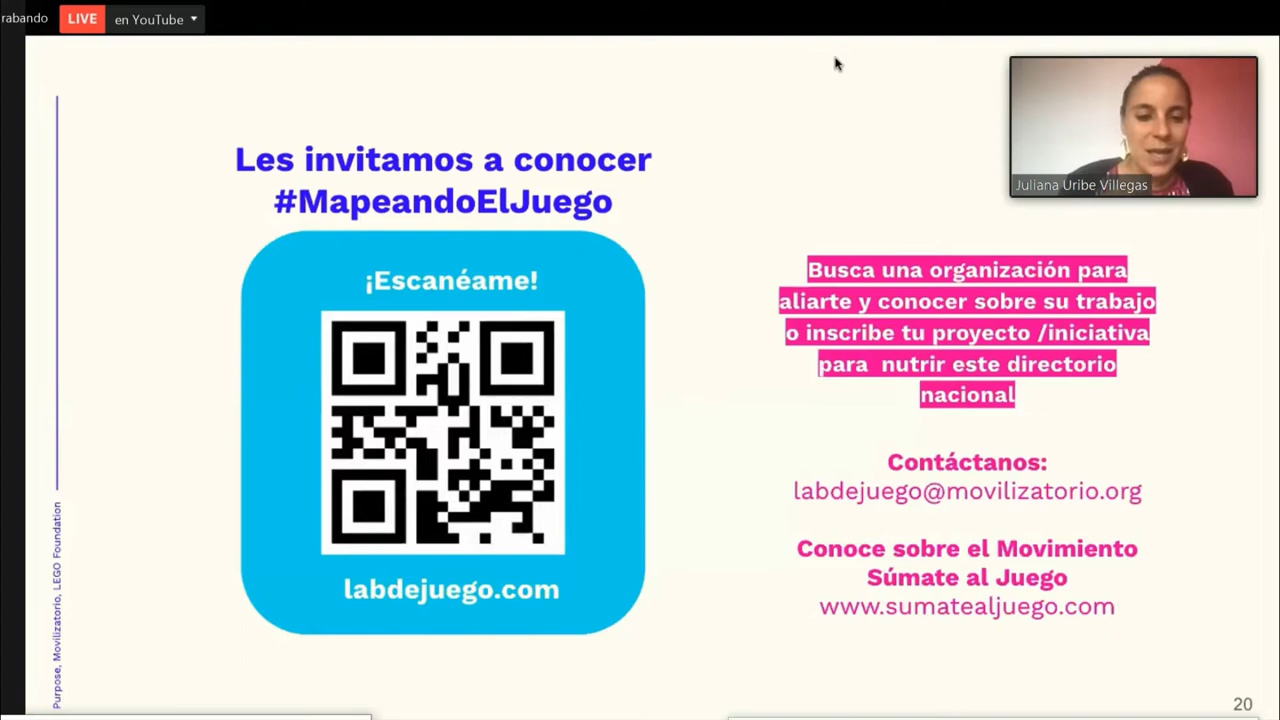 rabando
LIVE
en YouTube
Juliana Uribe Villegas
Les invitamos a conocer
#MapeandoElJuego
¡Escanéame!
labdejuego.com
Busca una organización para
aliarte y conocer sobre su trabajo
o inscribe tu proyecto /iniciativa
para nutrir este directorio
nacional
Contáctanos:
labdejuego@movilizatorio.org
Conoce sobre el Movimiento
Súmate al Juego
www.sumatealjuego.com
Purpose, Movilizatorio, LEGO Foundation
20